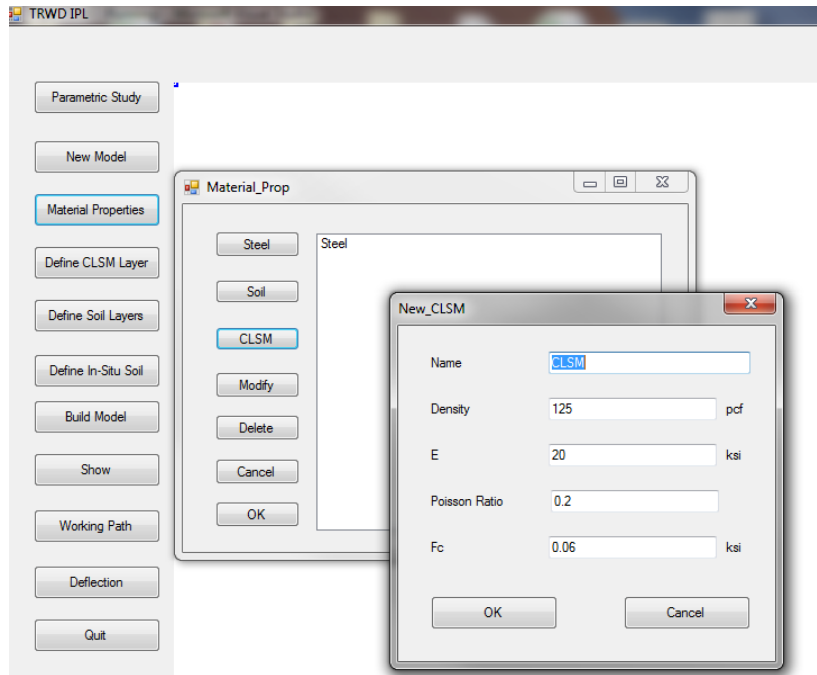 TRWD IPL
Parametric Study
New Model
Material Properties
Define CLSM Layer
Define Soil Layers
Define In-Situ Soil
Build Model
Show
Working Path
Deflection
Quit
Material_Prop
Steel
Soil
CLSM
Modify
Delete
Cancel
OK
Steel
New_CLSM
Name CLSM
Density 125 pcf
E 20 ksi
Poisson Ratio 0.2
Fc 0.06 ksi
OK Cancel